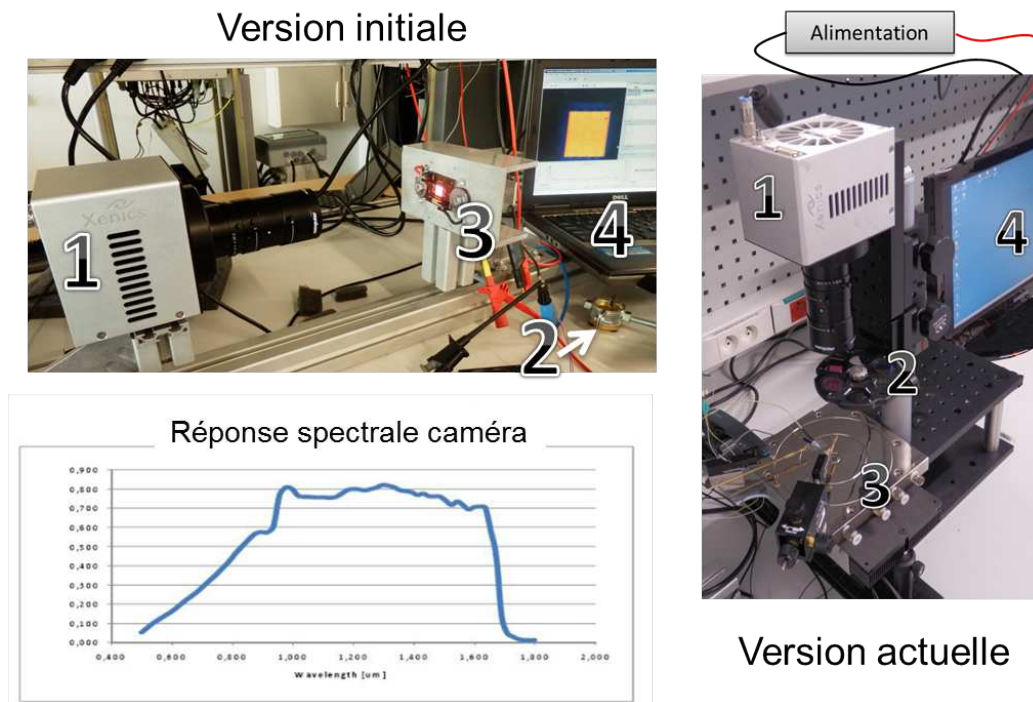 Version initiale
Alimentation
Xenics
1
3
4
2
DELL
Xenics
1
2
3
4
Réponse spectrale caméra
0,900
0,800
0,700
0,600
0,500
0,400
0,300
0,200
0,100
0,000
0,400 0,600 0,800 1,000 1,200 1,400 1,600 1,800 2,000
Wavelength [um]
Version actuelle